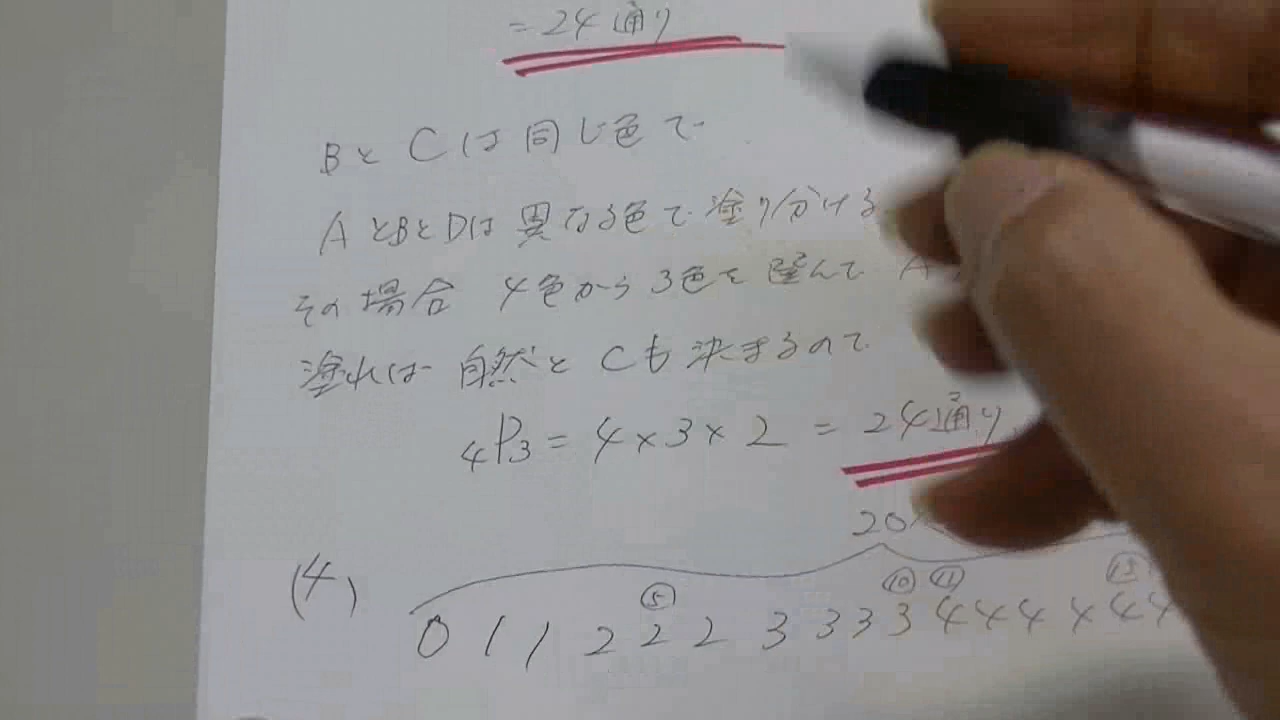 = 24通り
BとCは同じ色で
AとBとDは異なる色で塗り分ける
その場合 4色から3色を選んで A
塗れば自然とCも決まるので
₄P₃ = 4×3×2 = 24通り
20
⑤ ⑩ ⑪ ⑮
(4) 0 1 1 2 2 2 3 3 3 3 4 4 4 4 4 4